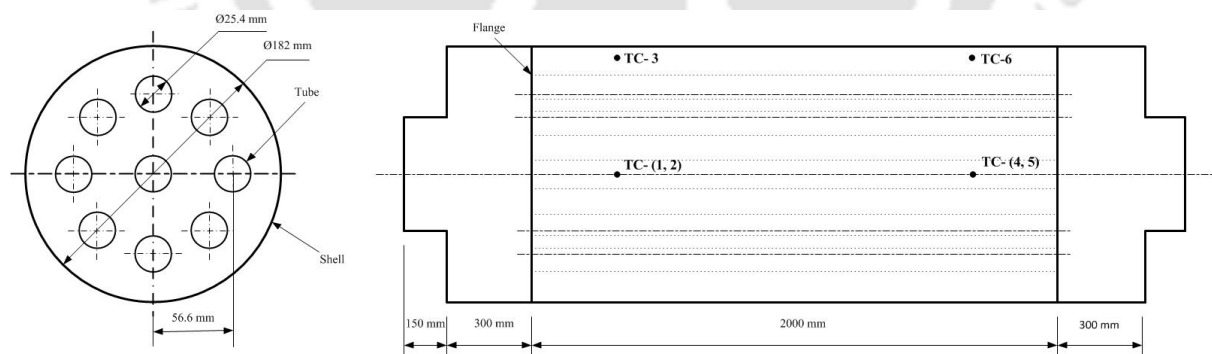 Ø25.4 mm
Ø182 mm
Tube
Shell
56.6 mm
Flange
TC- 3
TC-6
TC- (1, 2)
TC- (4, 5)
150 mm
300 mm
2000 mm
300 mm